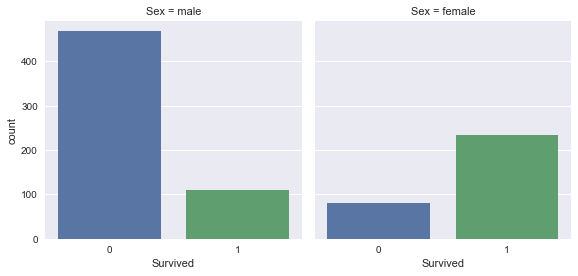 Sex = male
Sex = female
count
400
300
200
100
0
0
1
0
1
Survived
Survived